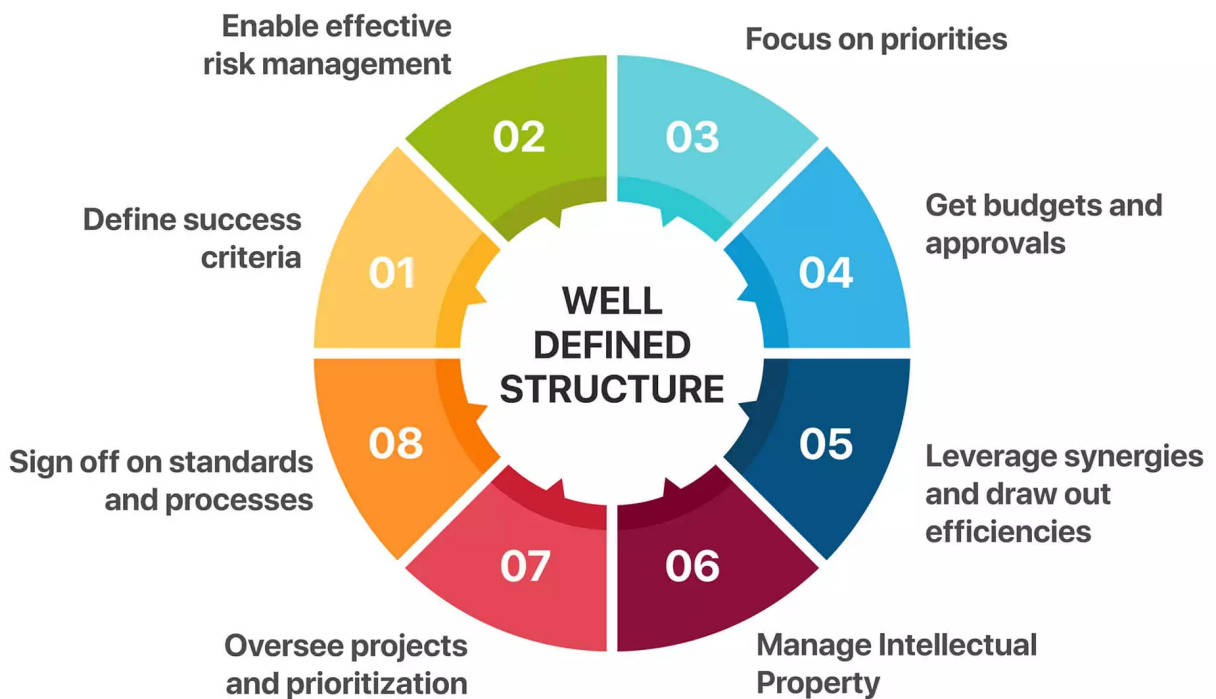 Enable effective
risk management
Focus on priorities
02
03
Define success
criteria
01
Get budgets and
approvals
04
WELL
DEFINED
STRUCTURE
08
Sign off on standards
and processes
05
Leverage synergies
and draw out
efficiencies
07
06
Oversee projects
and prioritization
Manage Intellectual
Property